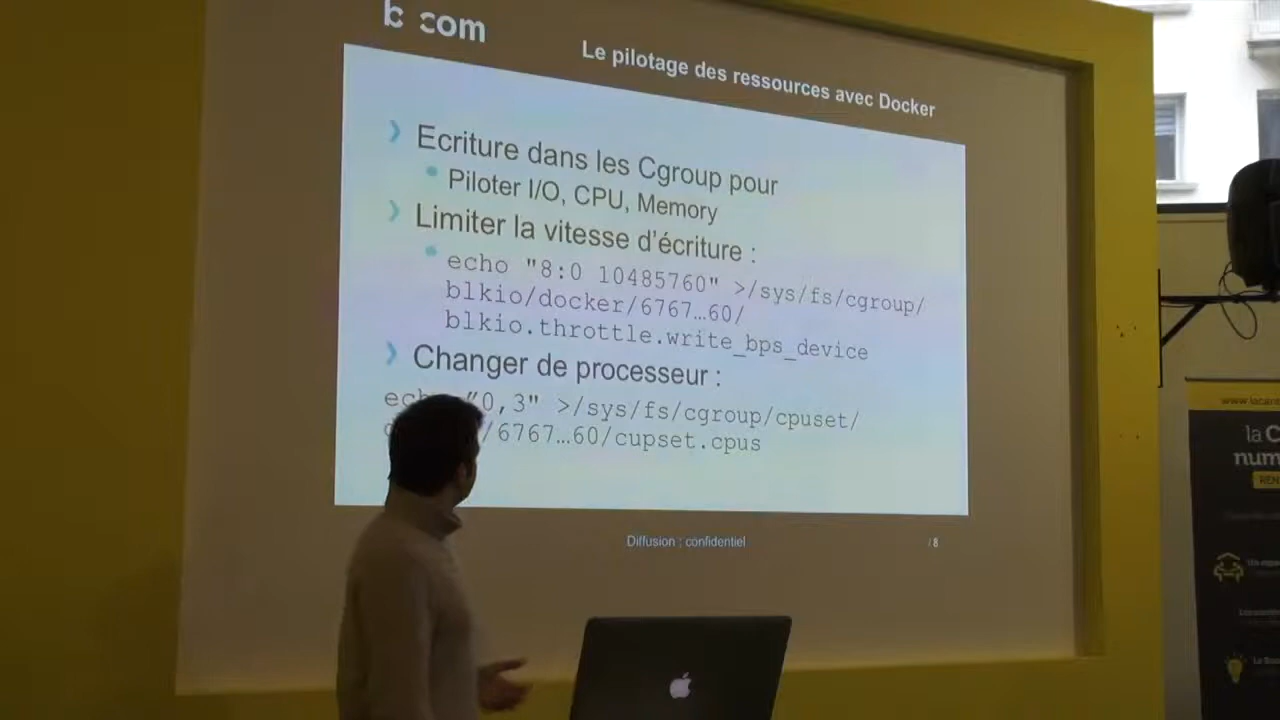 b com
Le pilotage des ressources avec Docker
Ecriture dans les Cgroup pour
Piloter I/O, CPU, Memory
Limiter la vitesse d'écriture :
echo "8:0 10485760" >/sys/fs/cgroup/
blkio/docker/6767…60/
blkio.throttle.write_bps_device
Changer de processeur :
"0,3" >/sys/fs/cgroup/cpuset/
/6767…60/cupset.cpus
Diffusion : confidentiel
/ 8
la